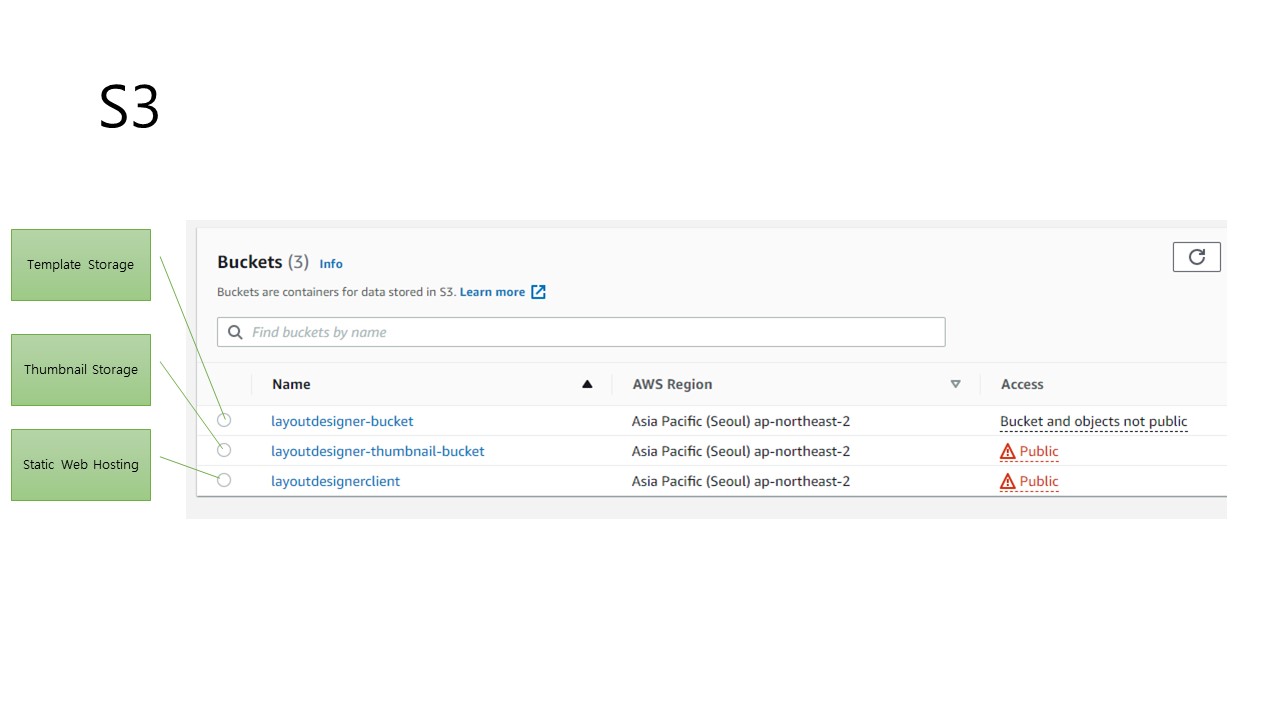 S3
Template Storage
Thumbnail Storage
Static Web Hosting
Buckets (3) Info
Buckets are containers for data stored in S3. Learn more
Find buckets by name
Name AWS Region Access
layoutdesigner-bucket Asia Pacific (Seoul) ap-northeast-2 Bucket and objects not public
layoutdesigner-thumbnail-bucket Asia Pacific (Seoul) ap-northeast-2 Public
layoutdesignerclient Asia Pacific (Seoul) ap-northeast-2 Public